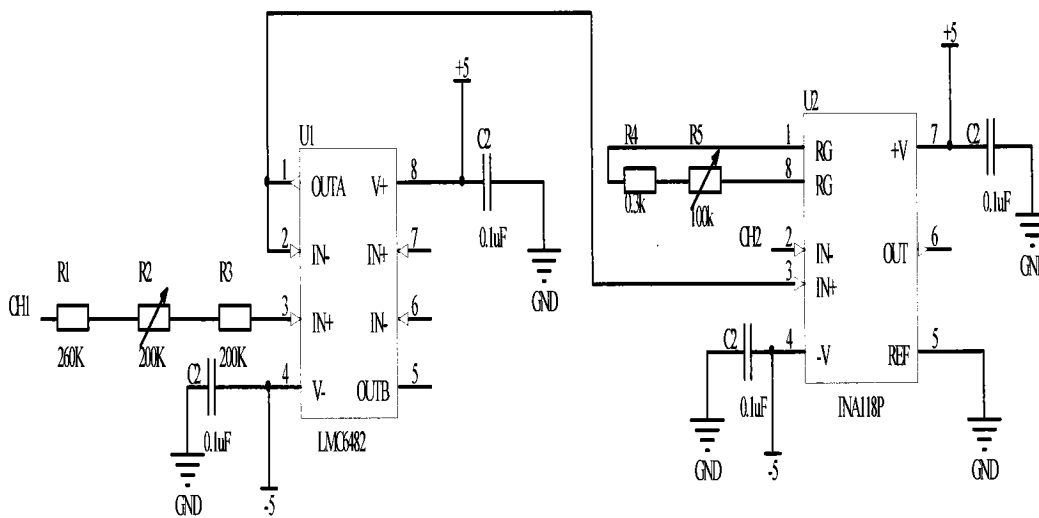 +5
+5
U1
C2
U2
R4
R5
1
RG
+V
7
C2
1
OUTA
V+
8
8
RG
0.3k
100k
0.1uF
2
IN-
IN+
7
0.1uF
CH2
2
IN-
OUT
6
GND
3
IN+
GND
R1
R2
R3
CH1
3
IN+
IN-
6
260K
200K
200K
C2
4
V-
OUTB
5
C2
4
-V
REF
5
0.1uF
LMC6482
0.1uF
INA118P
GND
-5
GND
-5
GND